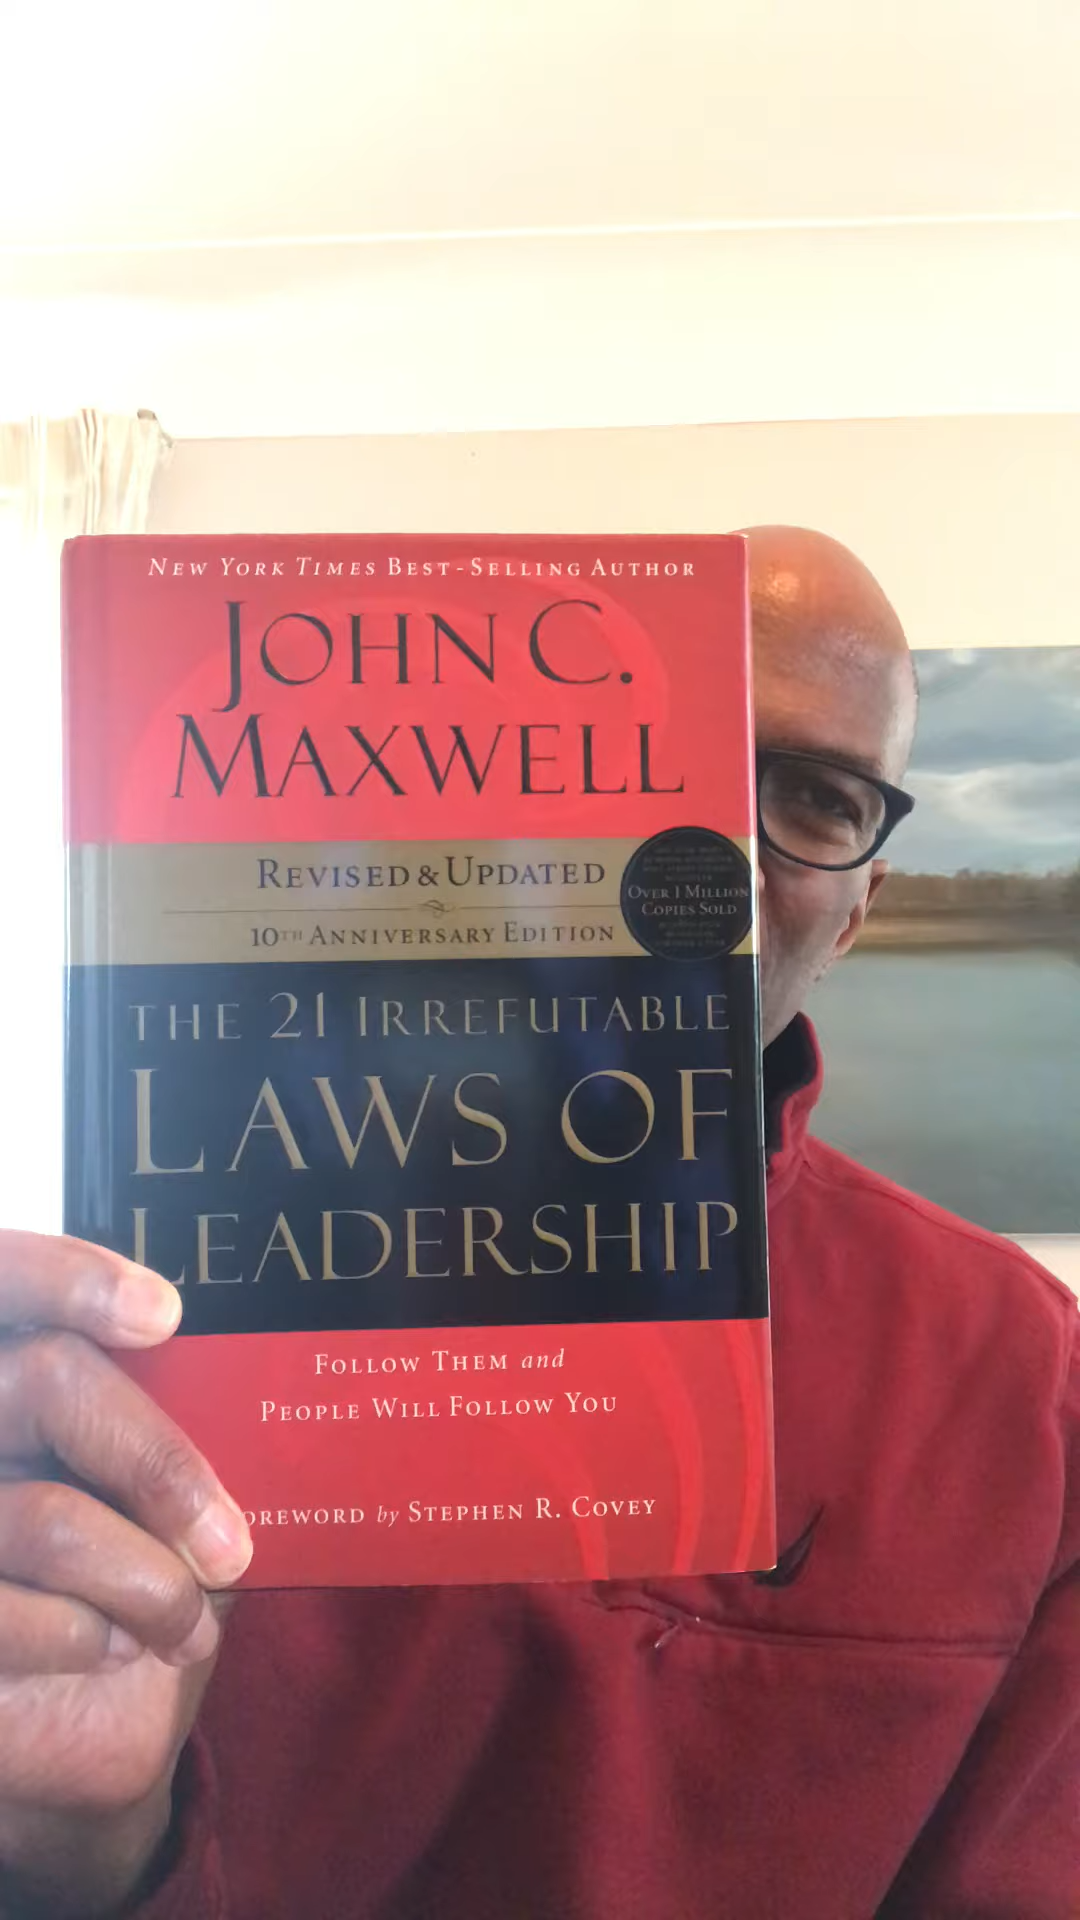 New York Times Best-Selling Author
John C.
Maxwell
Revised & Updated
10th Anniversary Edition
Over 1 Million
Copies Sold
The 21 Irrefutable
Laws of
Leadership
Follow Them and
People Will Follow You
oreword by Stephen R. Covey